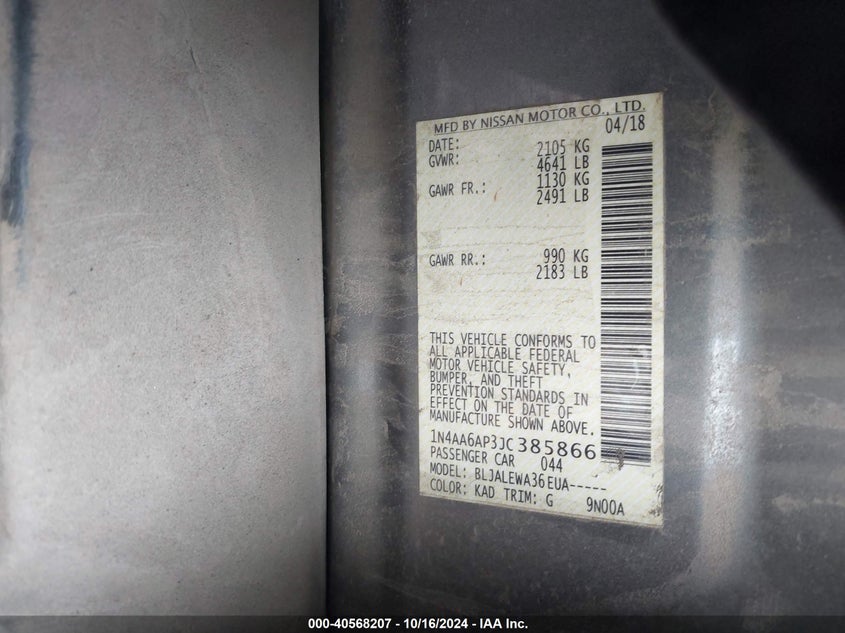 MFD BY NISSAN MOTOR CO., LTD.
DATE: 04/18
GVWR: 2105 KG
4641 LB
GAWR FR.: 1130 KG
2491 LB
GAWR RR.: 990 KG
2183 LB
THIS VEHICLE CONFORMS TO
ALL APPLICABLE FEDERAL
MOTOR VEHICLE SAFETY,
BUMPER, AND THEFT
PREVENTION STANDARDS IN
EFFECT ON THE DATE OF
MANUFACTURE SHOWN ABOVE.
1N4AA6AP3JC385866
PASSENGER CAR 044
MODEL: BLJALEWA36EUA-----
COLOR: KAD TRIM: G 9N00A
000-40568207 - 10/16/2024 - IAA Inc.